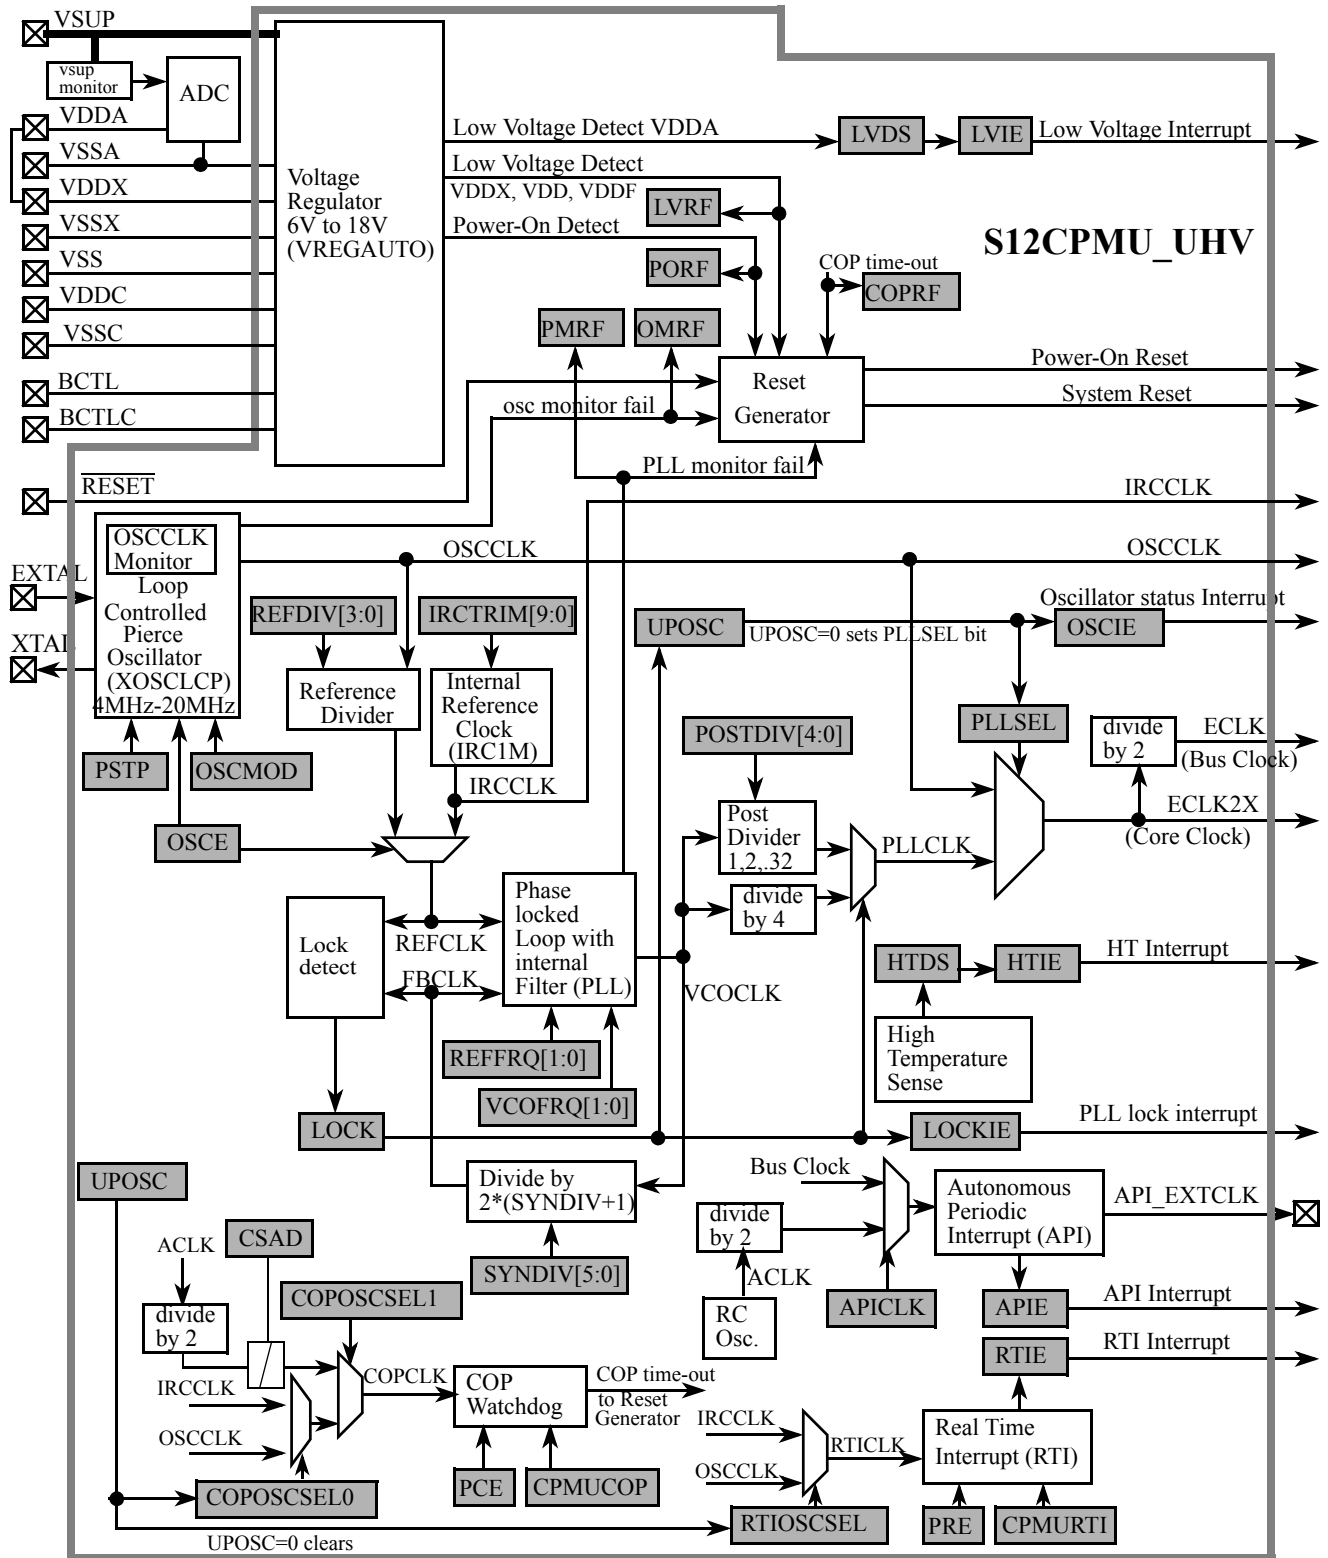 VSUP
vsup
monitor
ADC
VDDA
VSSA
VDDX
VSSX
VSS
VDDC
VSSC
BCTL
BCTLC
Voltage
Regulator
6V to 18V
(VREGAUTO)
Low Voltage Detect VDDA
Low Voltage Detect
VDDX, VDD, VDDF
Power-On Detect
LVDS
LVIE
Low Voltage Interrupt
LVRF
PORF
S12CPMU_UHV
COP time-out
COPRF
PMRF
OMRF
Reset
Generator
Power-On Reset
System Reset
osc monitor fail
PLL monitor fail
RESET
IRCCLK
OSCCLK
Monitor
Loop
Controlled
Pierce
Oscillator
(XOSCLCP)
4MHz-20MHz
EXTAL
XTAL
OSCCLK
OSCCLK
REFDIV[3:0]
IRCTRIM[9:0]
UPOSC
UPOSC=0 sets PLLSEL bit
Oscillator status Interrupt
OSCIE
Reference
Divider
Internal
Reference
Clock
(IRC1M)
PSTP
OSCMOD
OSCE
IRCCLK
POSTDIV[4:0]
PLLSEL
divide
by 2
ECLK
(Bus Clock)
ECLK2X
(Core Clock)
Post
Divider
1,2,.32
divide
by 4
PLLCLK
Lock
detect
REFCLK
FBCLK
Phase
locked
Loop with
internal
Filter (PLL)
VCOCLK
REFFRQ[1:0]
VCOFRQ[1:0]
HTDS
HTIE
HT Interrupt
High
Temperature
Sense
LOCK
LOCKIE
PLL lock interrupt
UPOSC
Divide by
2*(SYNDIV+1)
SYNDIV[5:0]
Bus Clock
divide
by 2
ACLK
RC
Osc.
APICLK
Autonomous
Periodic
Interrupt (API)
API_EXTCLK
APIE
API Interrupt
RTIE
RTI Interrupt
CSAD
ACLK
divide
by 2
COPOSCSEL1
IRCCLK
OSCCLK
COPCLK
COP
Watchdog
COP time-out
to Reset
Generator
PCE
CPMUCOP
COPOSCSEL0
UPOSC=0 clears
IRCCLK
OSCCLK
RTICLK
RTIOSCSEL
Real Time
Interrupt (RTI)
PRE
CPMURTI